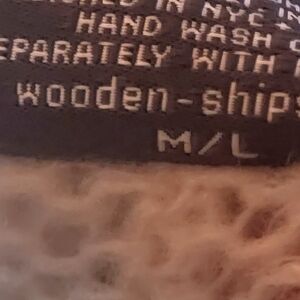 IN NYC
HAND WASH
EPARATELY WITH
wooden-ship
M/L